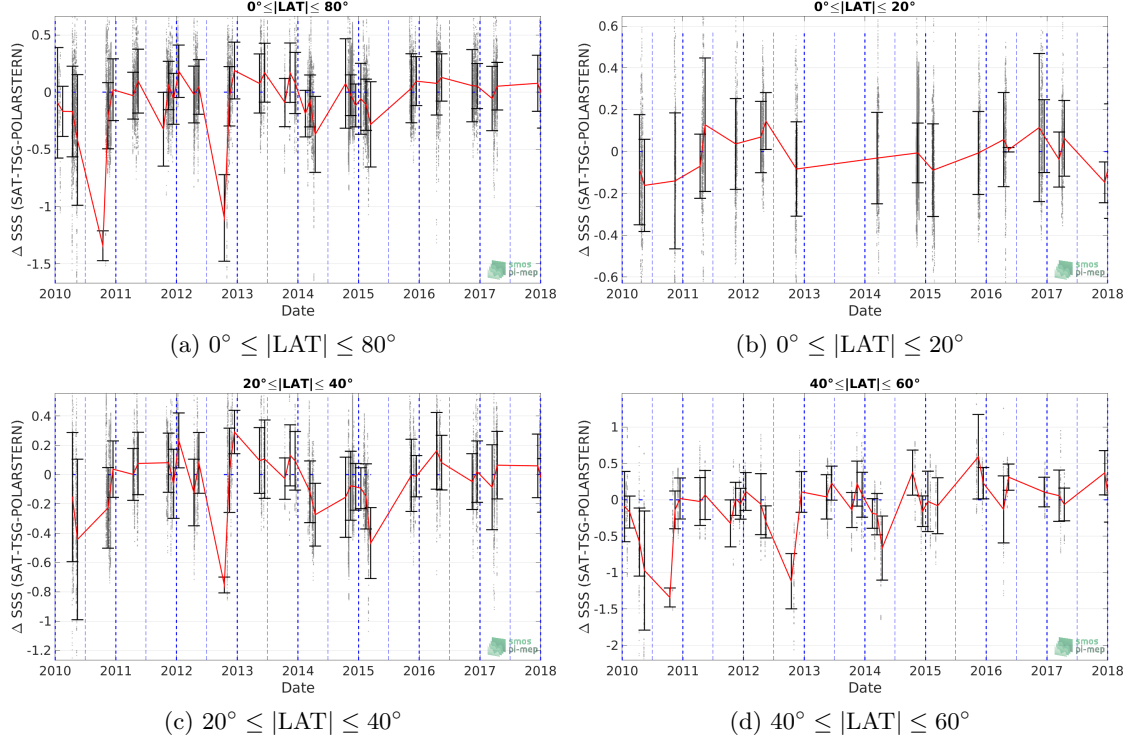 0°≤|LAT|≤ 80°
0.5
0
-0.5
-1
-1.5
Δ SSS (SAT-TSG-POLARSTERN)
2010 2011 2012 2013 2014 2015 2016 2017 2018
Date
smos
pi-mep
(a) 0° ≤ |LAT| ≤ 80°
0°≤|LAT|≤ 20°
0.6
0.4
0.2
0
-0.2
-0.4
-0.6
Δ SSS (SAT-TSG-POLARSTERN)
2010 2011 2012 2013 2014 2015 2016 2017 2018
Date
smos
pi-mep
(b) 0° ≤ |LAT| ≤ 20°
20°≤|LAT|≤ 40°
0.4
0.2
0
-0.2
-0.4
-0.6
-0.8
-1
-1.2
Δ SSS (SAT-TSG-POLARSTERN)
2010 2011 2012 2013 2014 2015 2016 2017 2018
Date
smos
pi-mep
(c) 20° ≤ |LAT| ≤ 40°
40°≤|LAT|≤ 60°
1
0.5
0
-0.5
-1
-1.5
-2
Δ SSS (SAT-TSG-POLARSTERN)
2010 2011 2012 2013 2014 2015 2016 2017 2018
Date
smos
pi-mep
(d) 40° ≤ |LAT| ≤ 60°